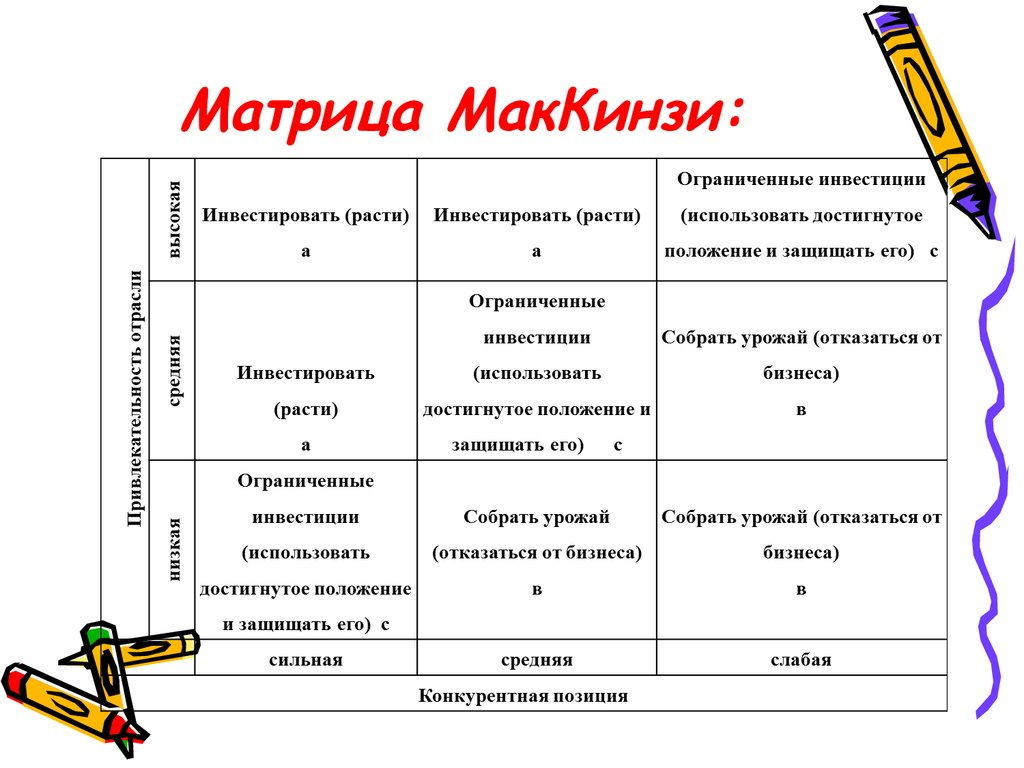 Матрица МакКинзи:
Привлекательность отрасли
высокая
Инвестировать (расти)
а
Инвестировать (расти)
а
Ограниченные инвестиции
(использовать достигнутое
положение и защищать его) с
средняя
Инвестировать
(расти)
а
Ограниченные
инвестиции
(использовать
достигнутое положение и
защищать его) с
Собрать урожай (отказаться от
бизнеса)
в
низкая
Ограниченные
инвестиции
(использовать
достигнутое положение
и защищать его) с
Собрать урожай
(отказаться от бизнеса)
в
Собрать урожай (отказаться от
бизнеса)
в
сильная
средняя
слабая
Конкурентная позиция